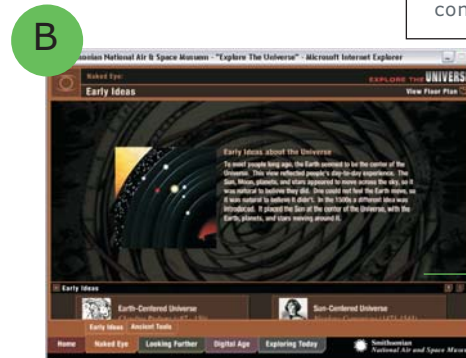 con
B
onian National Air & Space Museum - "Explore The Universe" - Microsoft Internet Explorer
Naked Eye:
EXPLORE THE UNIVERS
Early Ideas
View Floor Plan
Early Ideas about the Universe
To most people long ago, the Earth seemed to be the center of the
Universe. This view reflected people's day-to-day experience. The
Sun, Moon, planets, and stars appeared to move across the sky, so it
was natural to believe they did. One could not feel the Earth move, so
it was natural to believe it didn't. In the 1500s a different idea was
introduced. It placed the Sun at the center of the Universe, with the
Earth, planets, and stars moving around it.
Early Ideas
Earth-Centered Universe
Sun-Centered Universe
Early Ideas
Ancient Tools
Home
Naked Eye
Looking Further
Digital Age
Exploring Today
Smithsonian
National Air and Space Muse